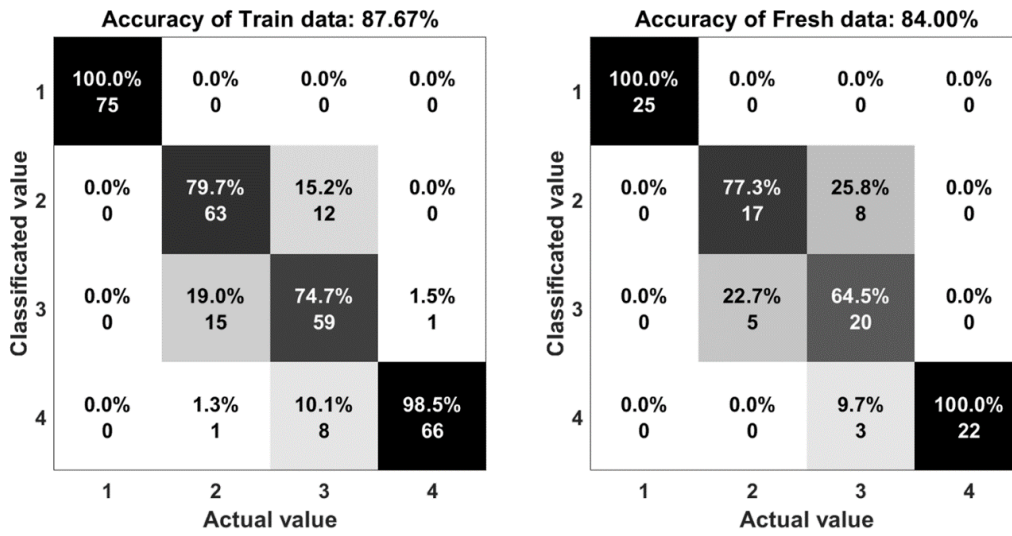 Accuracy of Train data: 87.67%
Classificated value
1
100.0% 0.0% 0.0% 0.0%
75 0 0 0
2
0.0% 79.7% 15.2% 0.0%
0 63 12 0
3
0.0% 19.0% 74.7% 1.5%
0 15 59 1
4
0.0% 1.3% 10.1% 98.5%
0 1 8 66
1 2 3 4
Actual value
Accuracy of Fresh data: 84.00%
Classificated value
1
100.0% 0.0% 0.0% 0.0%
25 0 0 0
2
0.0% 77.3% 25.8% 0.0%
0 17 8 0
3
0.0% 22.7% 64.5% 0.0%
0 5 20 0
4
0.0% 0.0% 9.7% 100.0%
0 0 3 22
1 2 3 4
Actual value